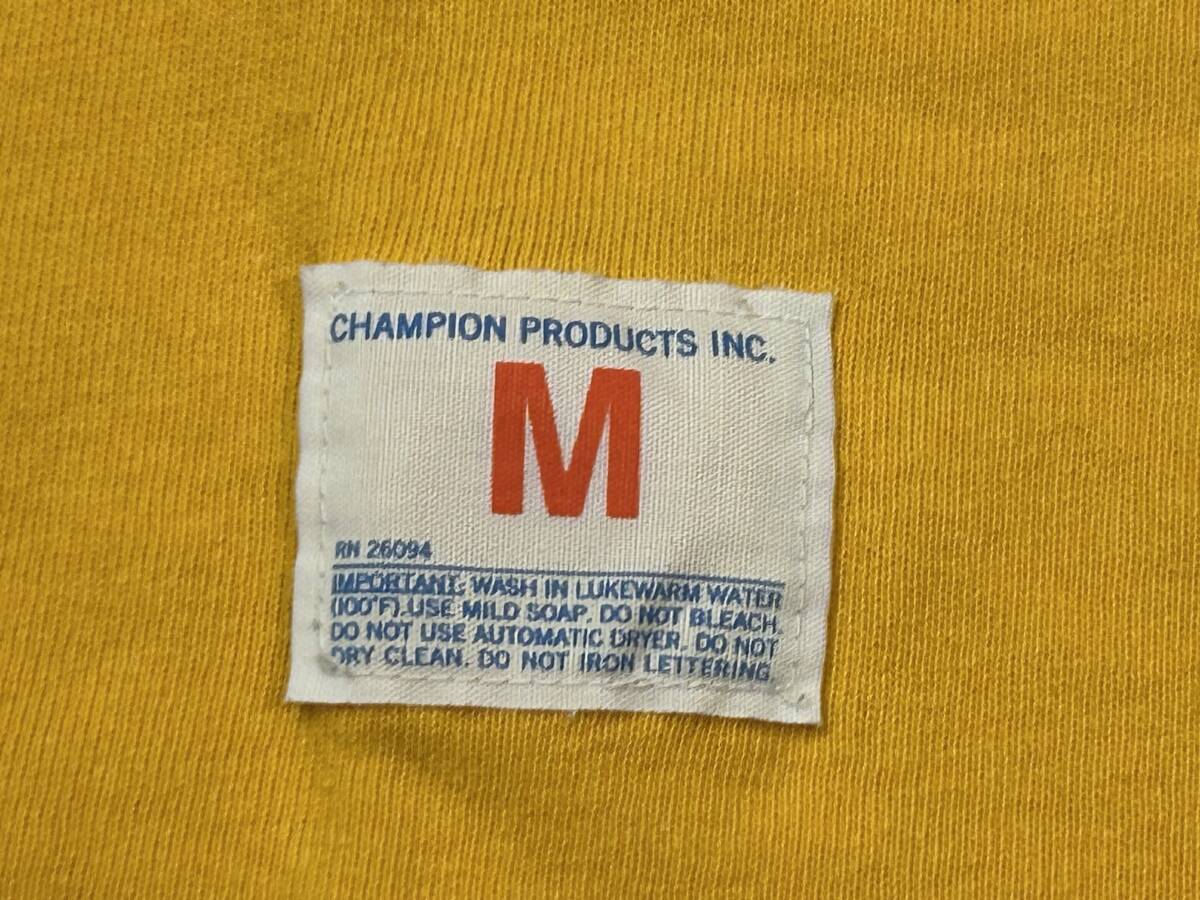 CHAMPION PRODUCTS INC.
M
RN 26094
IMPORTANT: WASH IN LUKEWARM WATER
(100°F). USE MILD SOAP. DO NOT BLEACH.
DO NOT USE AUTOMATIC DRYER. DO NOT
DRY CLEAN. DO NOT IRON LETTERING